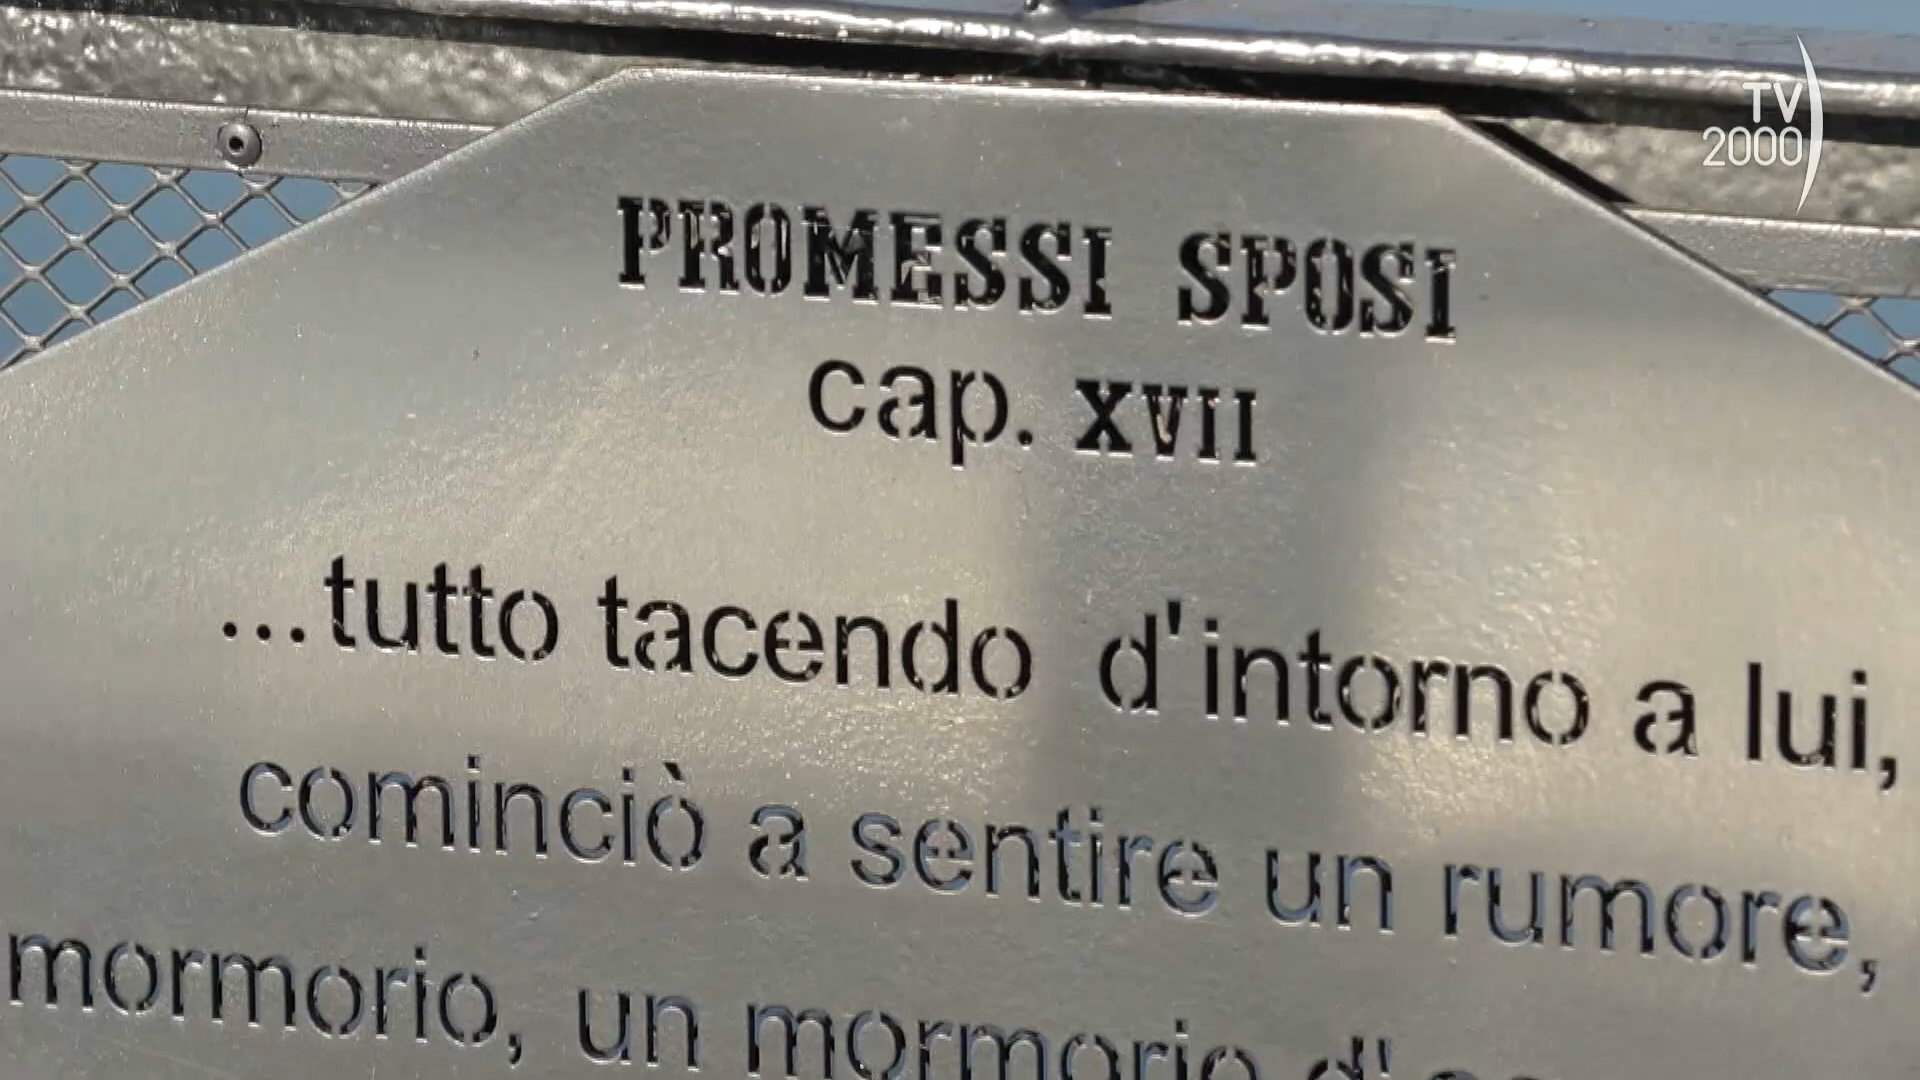 TV
2000
PROMESSI SPOSI
cap. XVII
...tutto tacendo d'intorno a lui,
cominciò a sentire un rumore,
mormorio, un mormorio